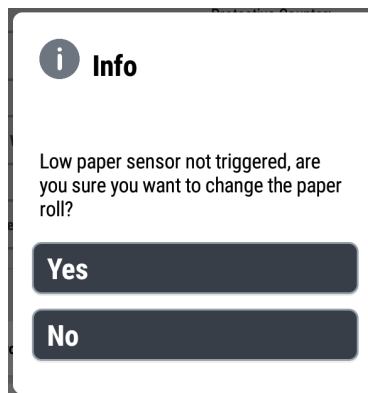 Info
Low paper sensor not triggered, are
you sure you want to change the paper
roll?
Yes
No